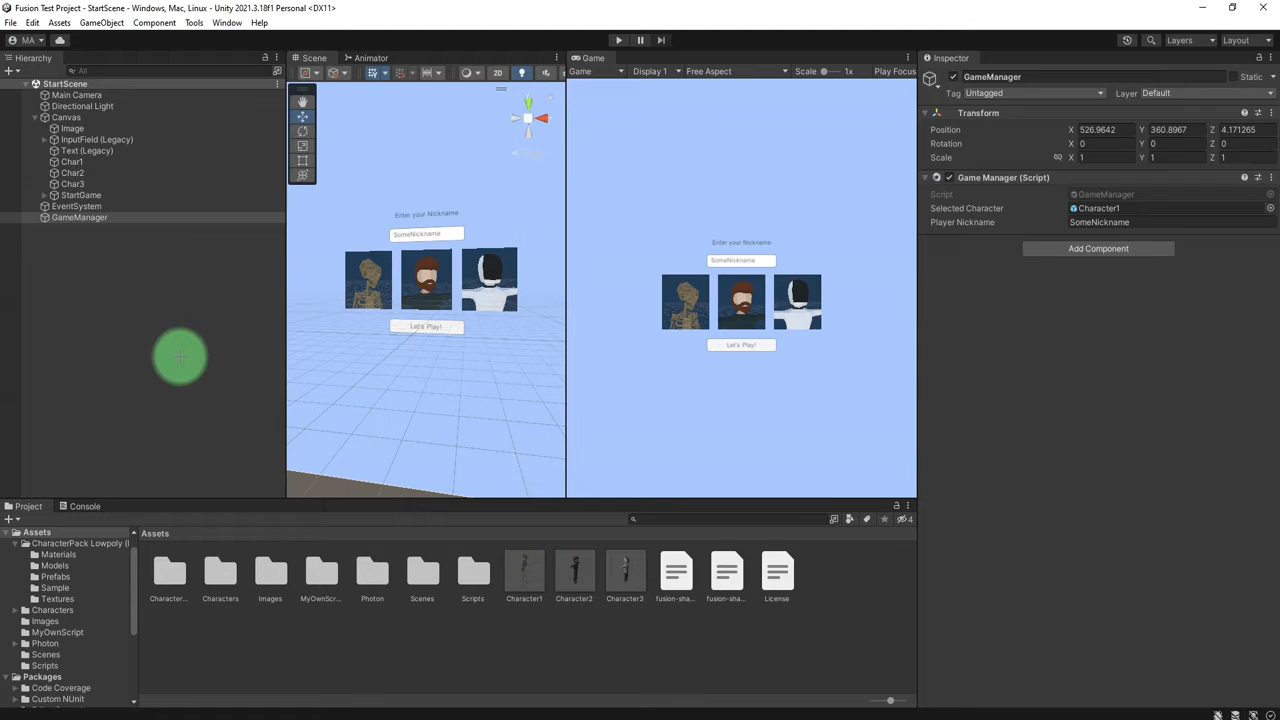 Fusion Test Project - StartScene - Windows, Mac, Linux - Unity 2021.3.18f1 Personal <DX11>
File Edit Assets GameObject Component Tools Window Help
MA
Layers Layout
Hierarchy
All
StartScene
Main Camera
Directional Light
Canvas
Image
InputField (Legacy)
Text (Legacy)
Char1
Char2
Char3
StartGame
EventSystem
GameManager
Scene Animator
2D
Enter your Nickname
SomeNickname
Let's Play!
Game
Game Display 1 Free Aspect Scale 1x Play Focus
Enter your Nickname
SomeNickname
Let's Play!
Inspector
GameManager Static
Tag Untagged Layer Default
Transform
Position X 526.9642 Y 360.8967 Z 4.171265
Rotation X 0 Y 0 Z 0
Scale X 1 Y 1 Z 1
Game Manager (Script)
Script GameManager
Selected Character Character1
Player Nickname SomeNickname
Add Component
Project Console
4
Assets
CharacterPack Lowpoly (
Materials
Models
Prefabs
Sample
Textures
Characters
Images
MyOwnScript
Photon
Scenes
Scripts
Packages
Code Coverage
Custom NUnit
Assets
Character... Characters Images MyOwnScr... Photon Scenes Scripts Character1 Character2 Character3 fusion-sha... fusion-sha... License